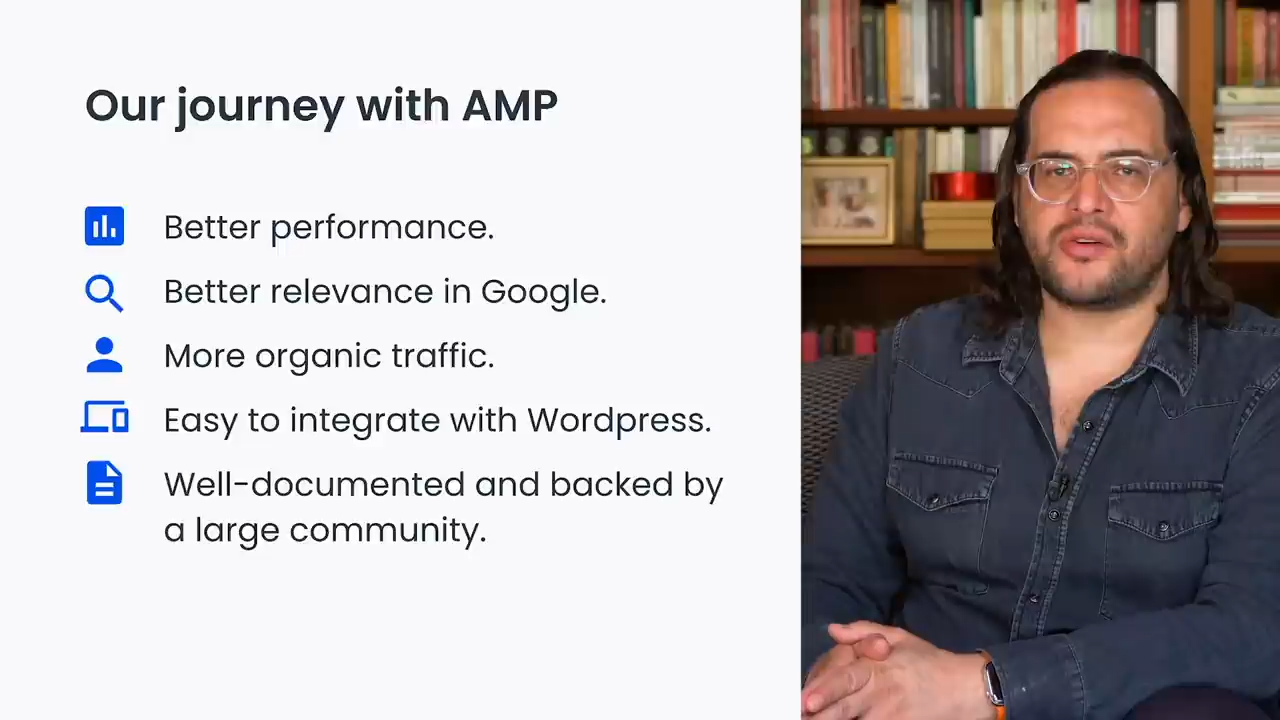 Our journey with AMP
Better performance.
Better relevance in Google.
More organic traffic.
Easy to integrate with Wordpress.
Well-documented and backed by
a large community.